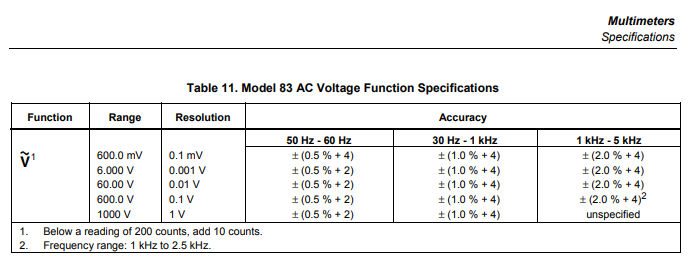 Multimeters
Specifications
Table 11. Model 83 AC Voltage Function Specifications
Function Range Resolution Accuracy
50 Hz - 60 Hz 30 Hz - 1 kHz 1 kHz - 5 kHz
Ṽ1 600.0 mV 0.1 mV ± (0.5 % + 4) ± (1.0 % + 4) ± (2.0 % + 4)
6.000 V 0.001 V ± (0.5 % + 2) ± (1.0 % + 4) ± (2.0 % + 4)
60.00 V 0.01 V ± (0.5 % + 2) ± (1.0 % + 4) ± (2.0 % + 4)
600.0 V 0.1 V ± (0.5 % + 2) ± (1.0 % + 4) ± (2.0 % + 4)2
1000 V 1 V ± (0.5 % + 2) ± (1.0 % + 4) unspecified
1. Below a reading of 200 counts, add 10 counts.
2. Frequency range: 1 kHz to 2.5 kHz.